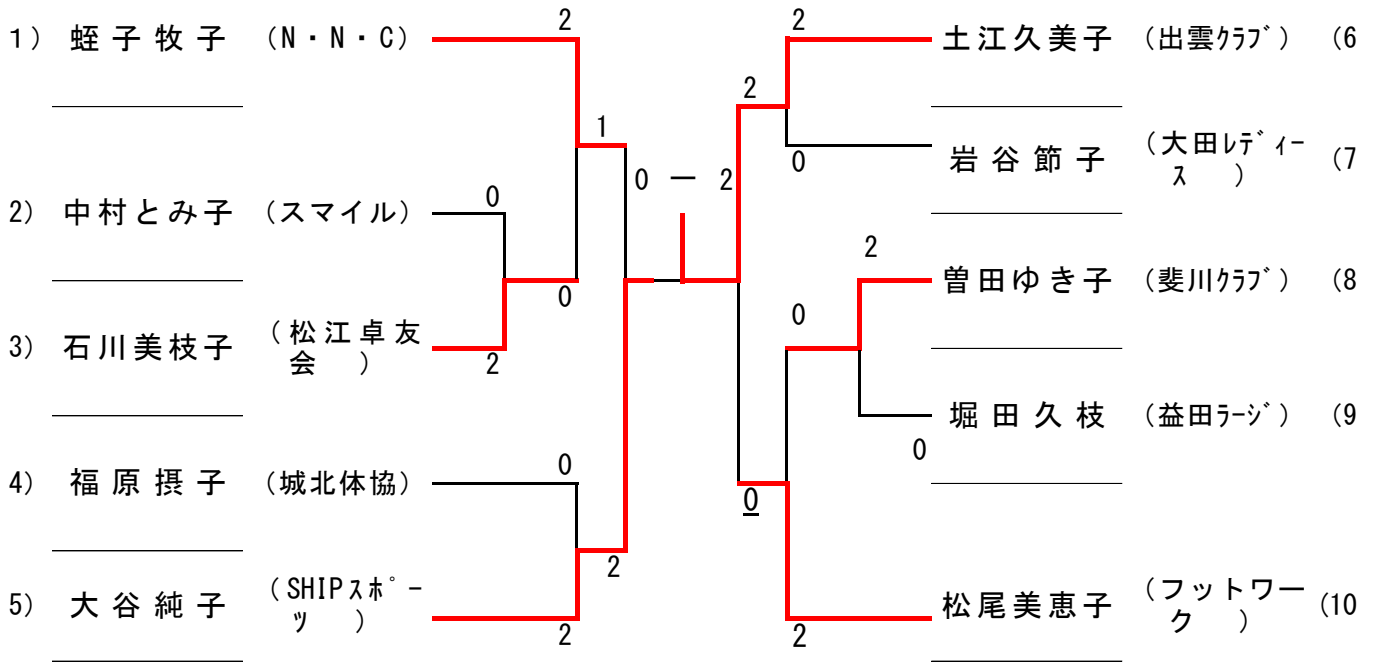 1) 蛭子牧子 (N・N・C) 2
2) 中村とみ子 (スマイル) 0
3) 石川美枝子 (松江卓友会) 2
4) 福原摂子 (城北体協) 0
5) 大谷純子 (SHIPスポーツ) 2
1
0
2
0 ー 2
2 土江久美子 (出雲クラブ) (6
0 岩谷節子 (大田レディース) (7
2 曽田ゆき子 (斐川クラブ) (8
0 堀田久枝 (益田ラージ) (9
2 松尾美恵子 (フットワーク) (10
2
0
0